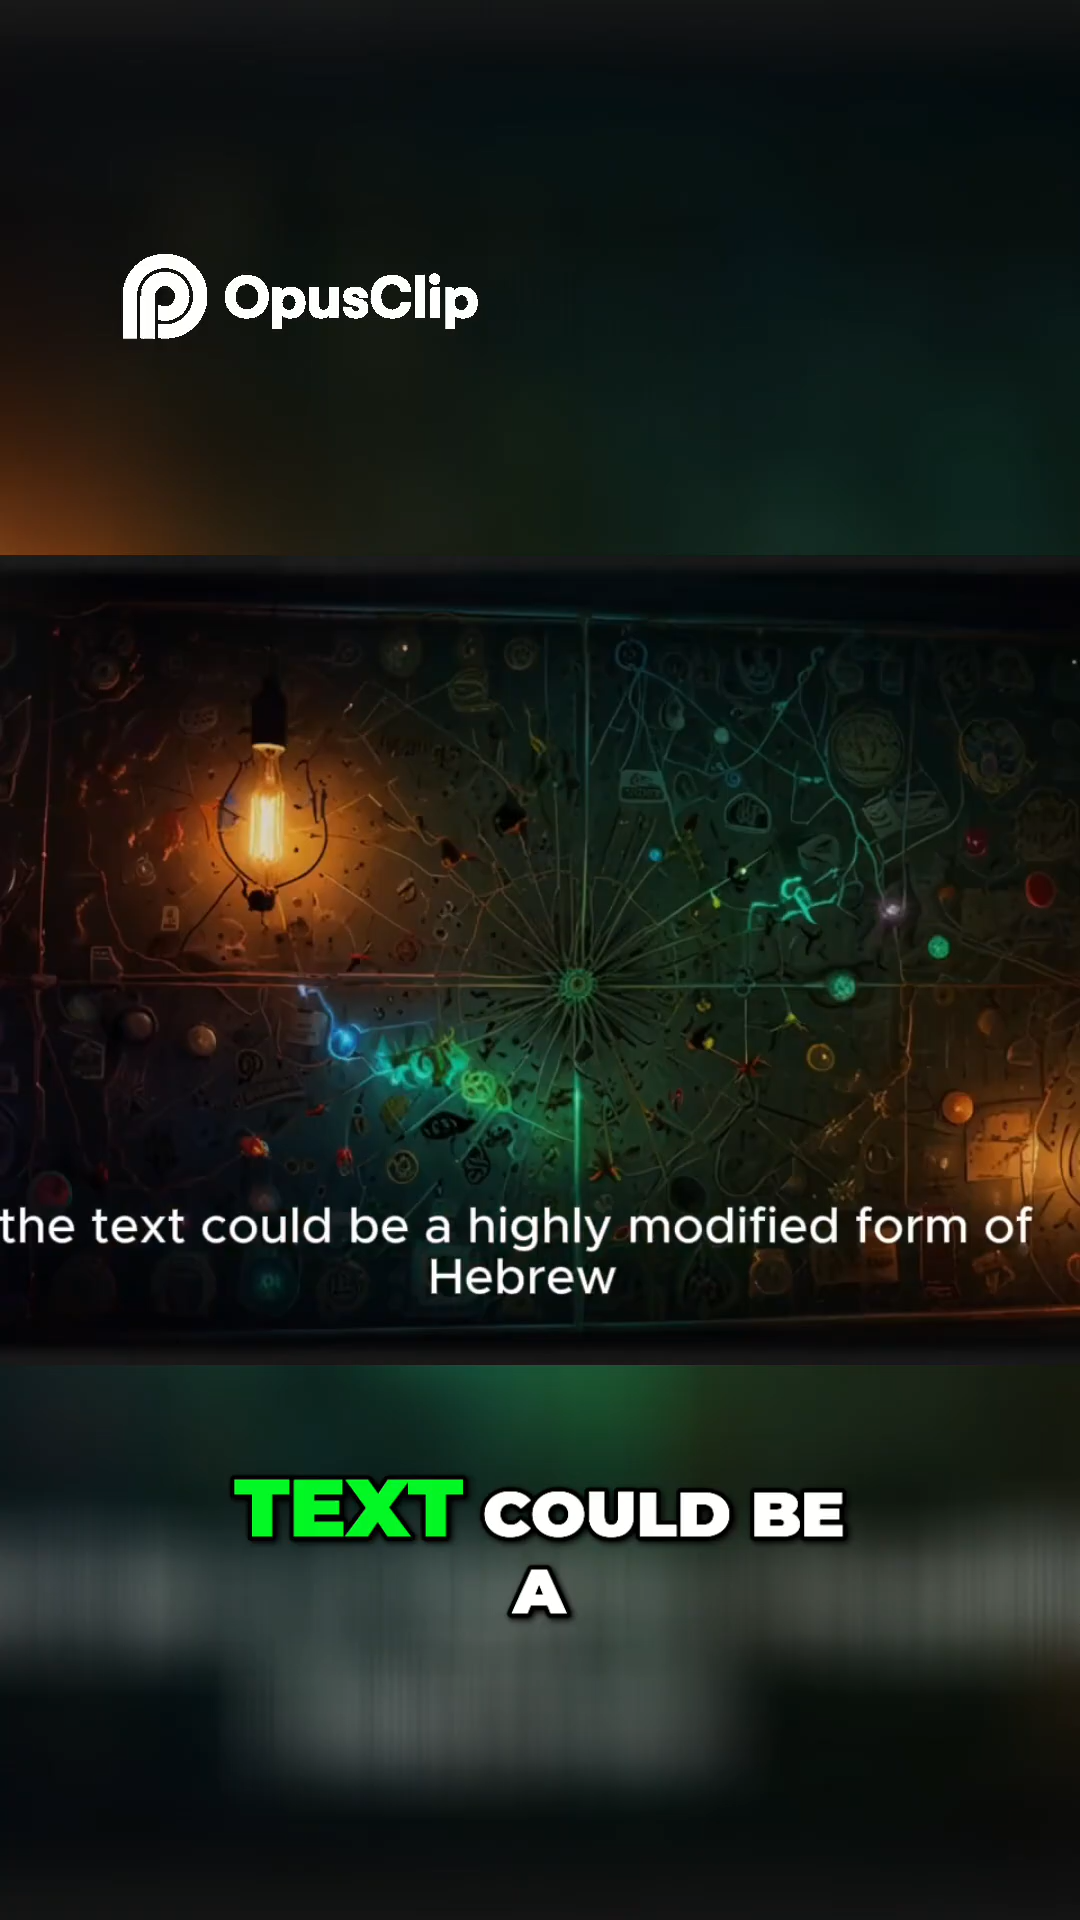 OpusClip
the text could be a highly modified form of
Hebrew
TEXT COULD BE
A